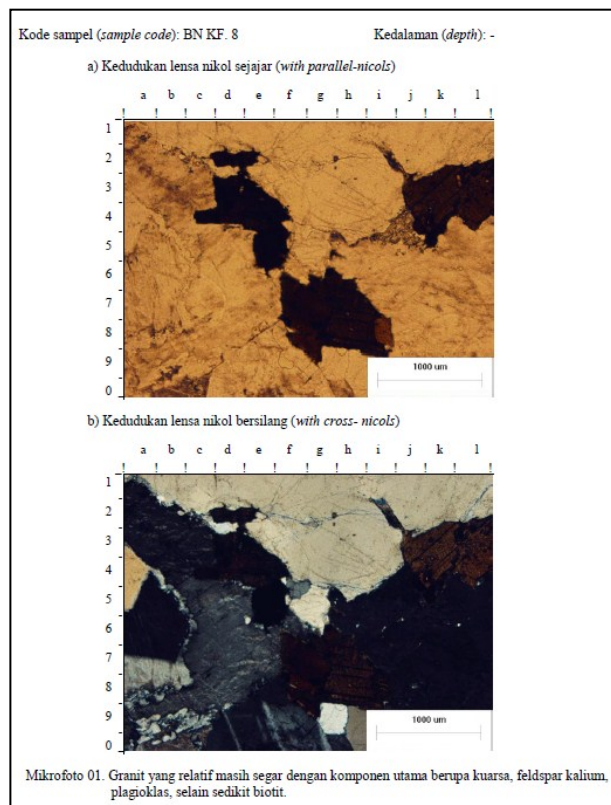 Kode sampel (sample code): BN KF. 8 Kedalaman (depth): -
a) Kedudukan lensa nikol sejajar (with parallel-nicols)
a b c d e f g h i j k l
1
2
3
4
5
6
7
8
9
0
1000 um
b) Kedudukan lensa nikol bersilang (with cross- nicols)
a b c d e f g h i j k l
1
2
3
4
5
6
7
8
9
0
1000 um
Mikrofoto 01. Granit yang relatif masih segar dengan komponen utama berupa kuarsa, feldspar kalium,
plagioklas, selain sedikit biotit.